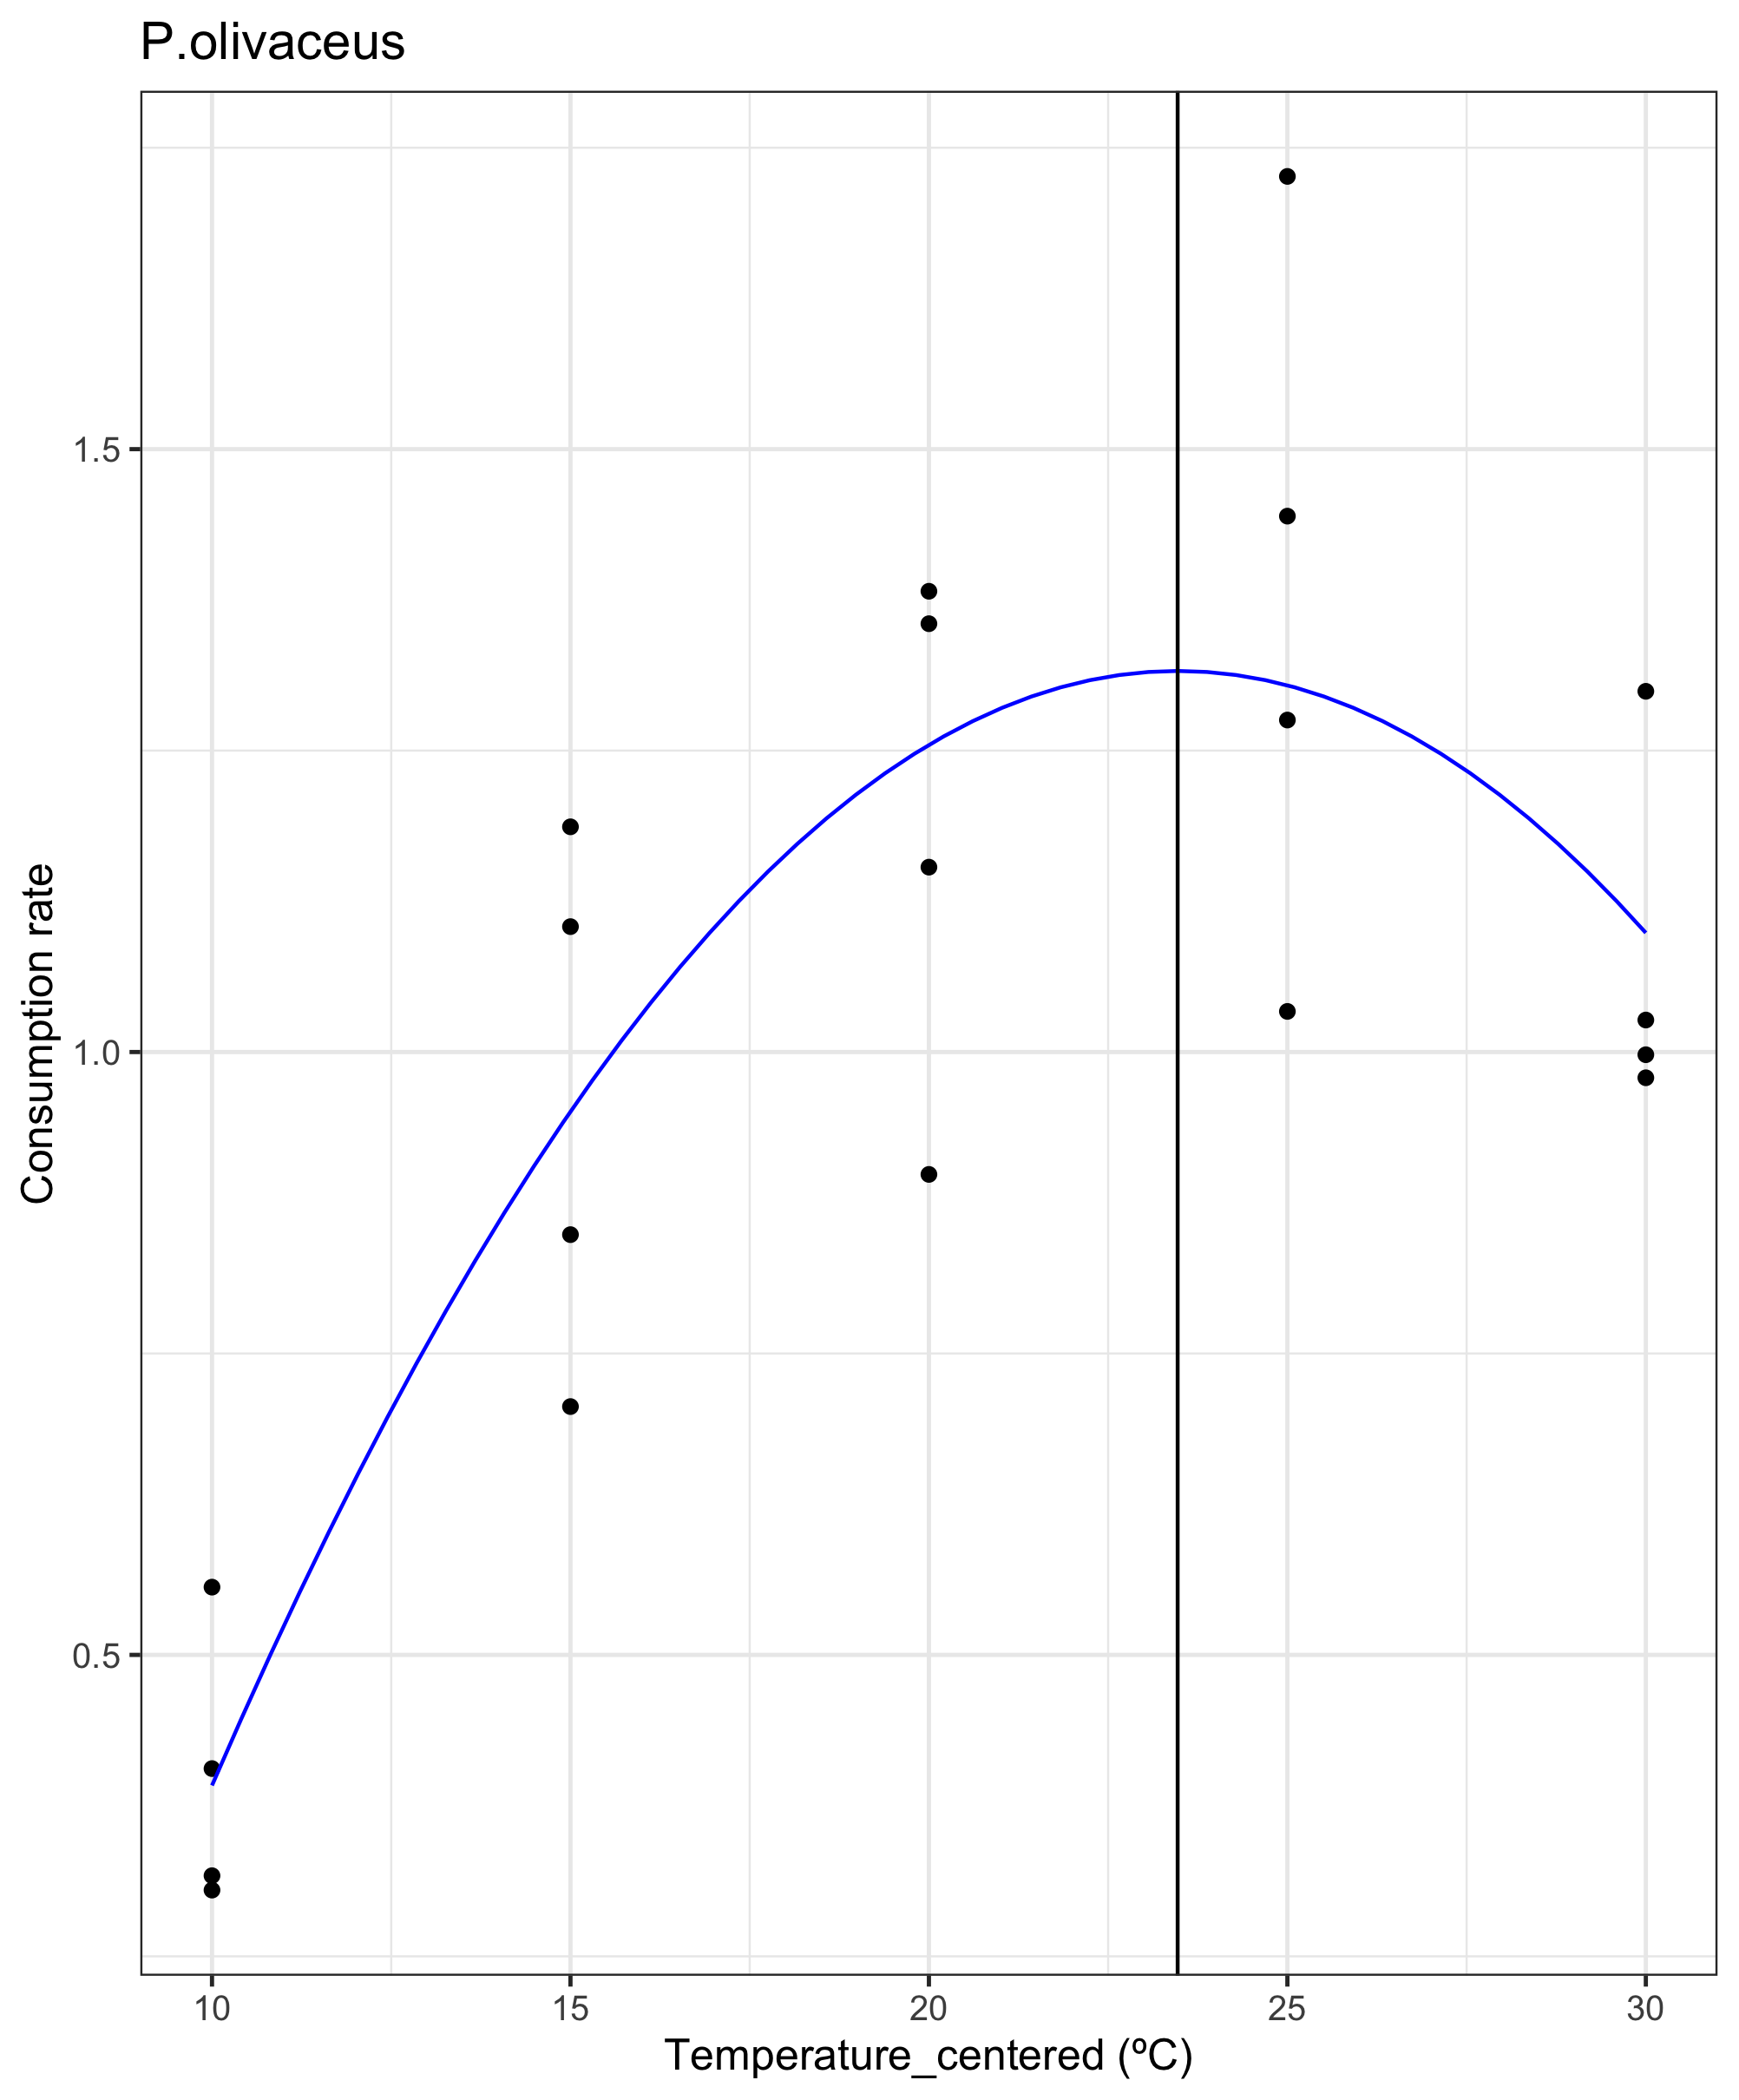 P.olivaceus
Consumption rate
1.5
1.0
0.5
10 15 20 25 30
Temperature_centered (ºC)